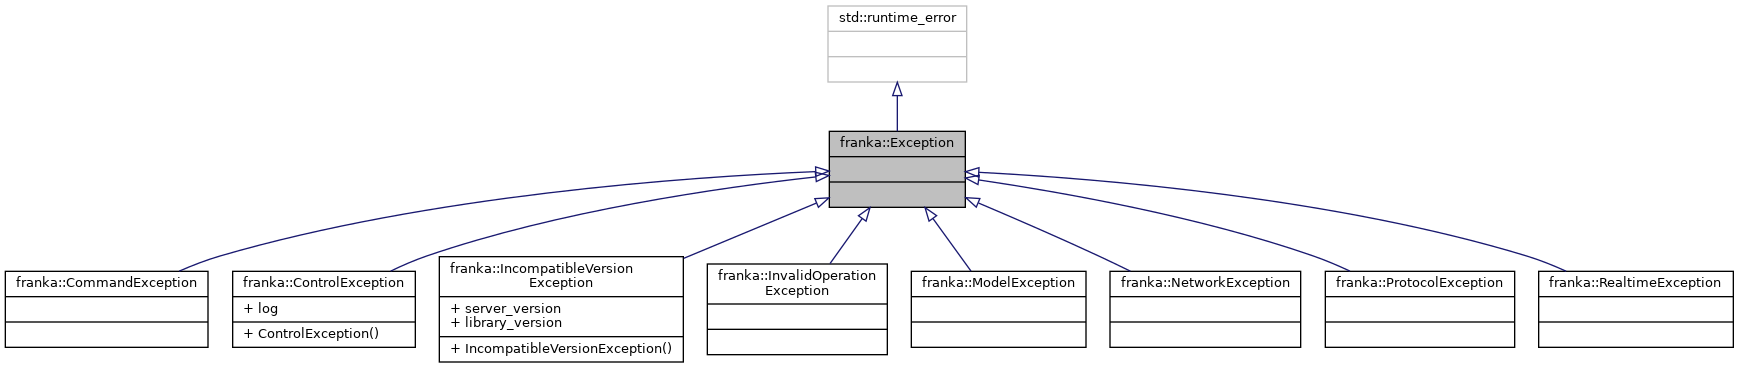 std::runtime_error
franka::Exception
franka::CommandException
franka::ControlException
+ log
+ ControlException()
franka::IncompatibleVersion
Exception
+ server_version
+ library_version
+ IncompatibleVersionException()
franka::InvalidOperation
Exception
franka::ModelException
franka::NetworkException
franka::ProtocolException
franka::RealtimeException